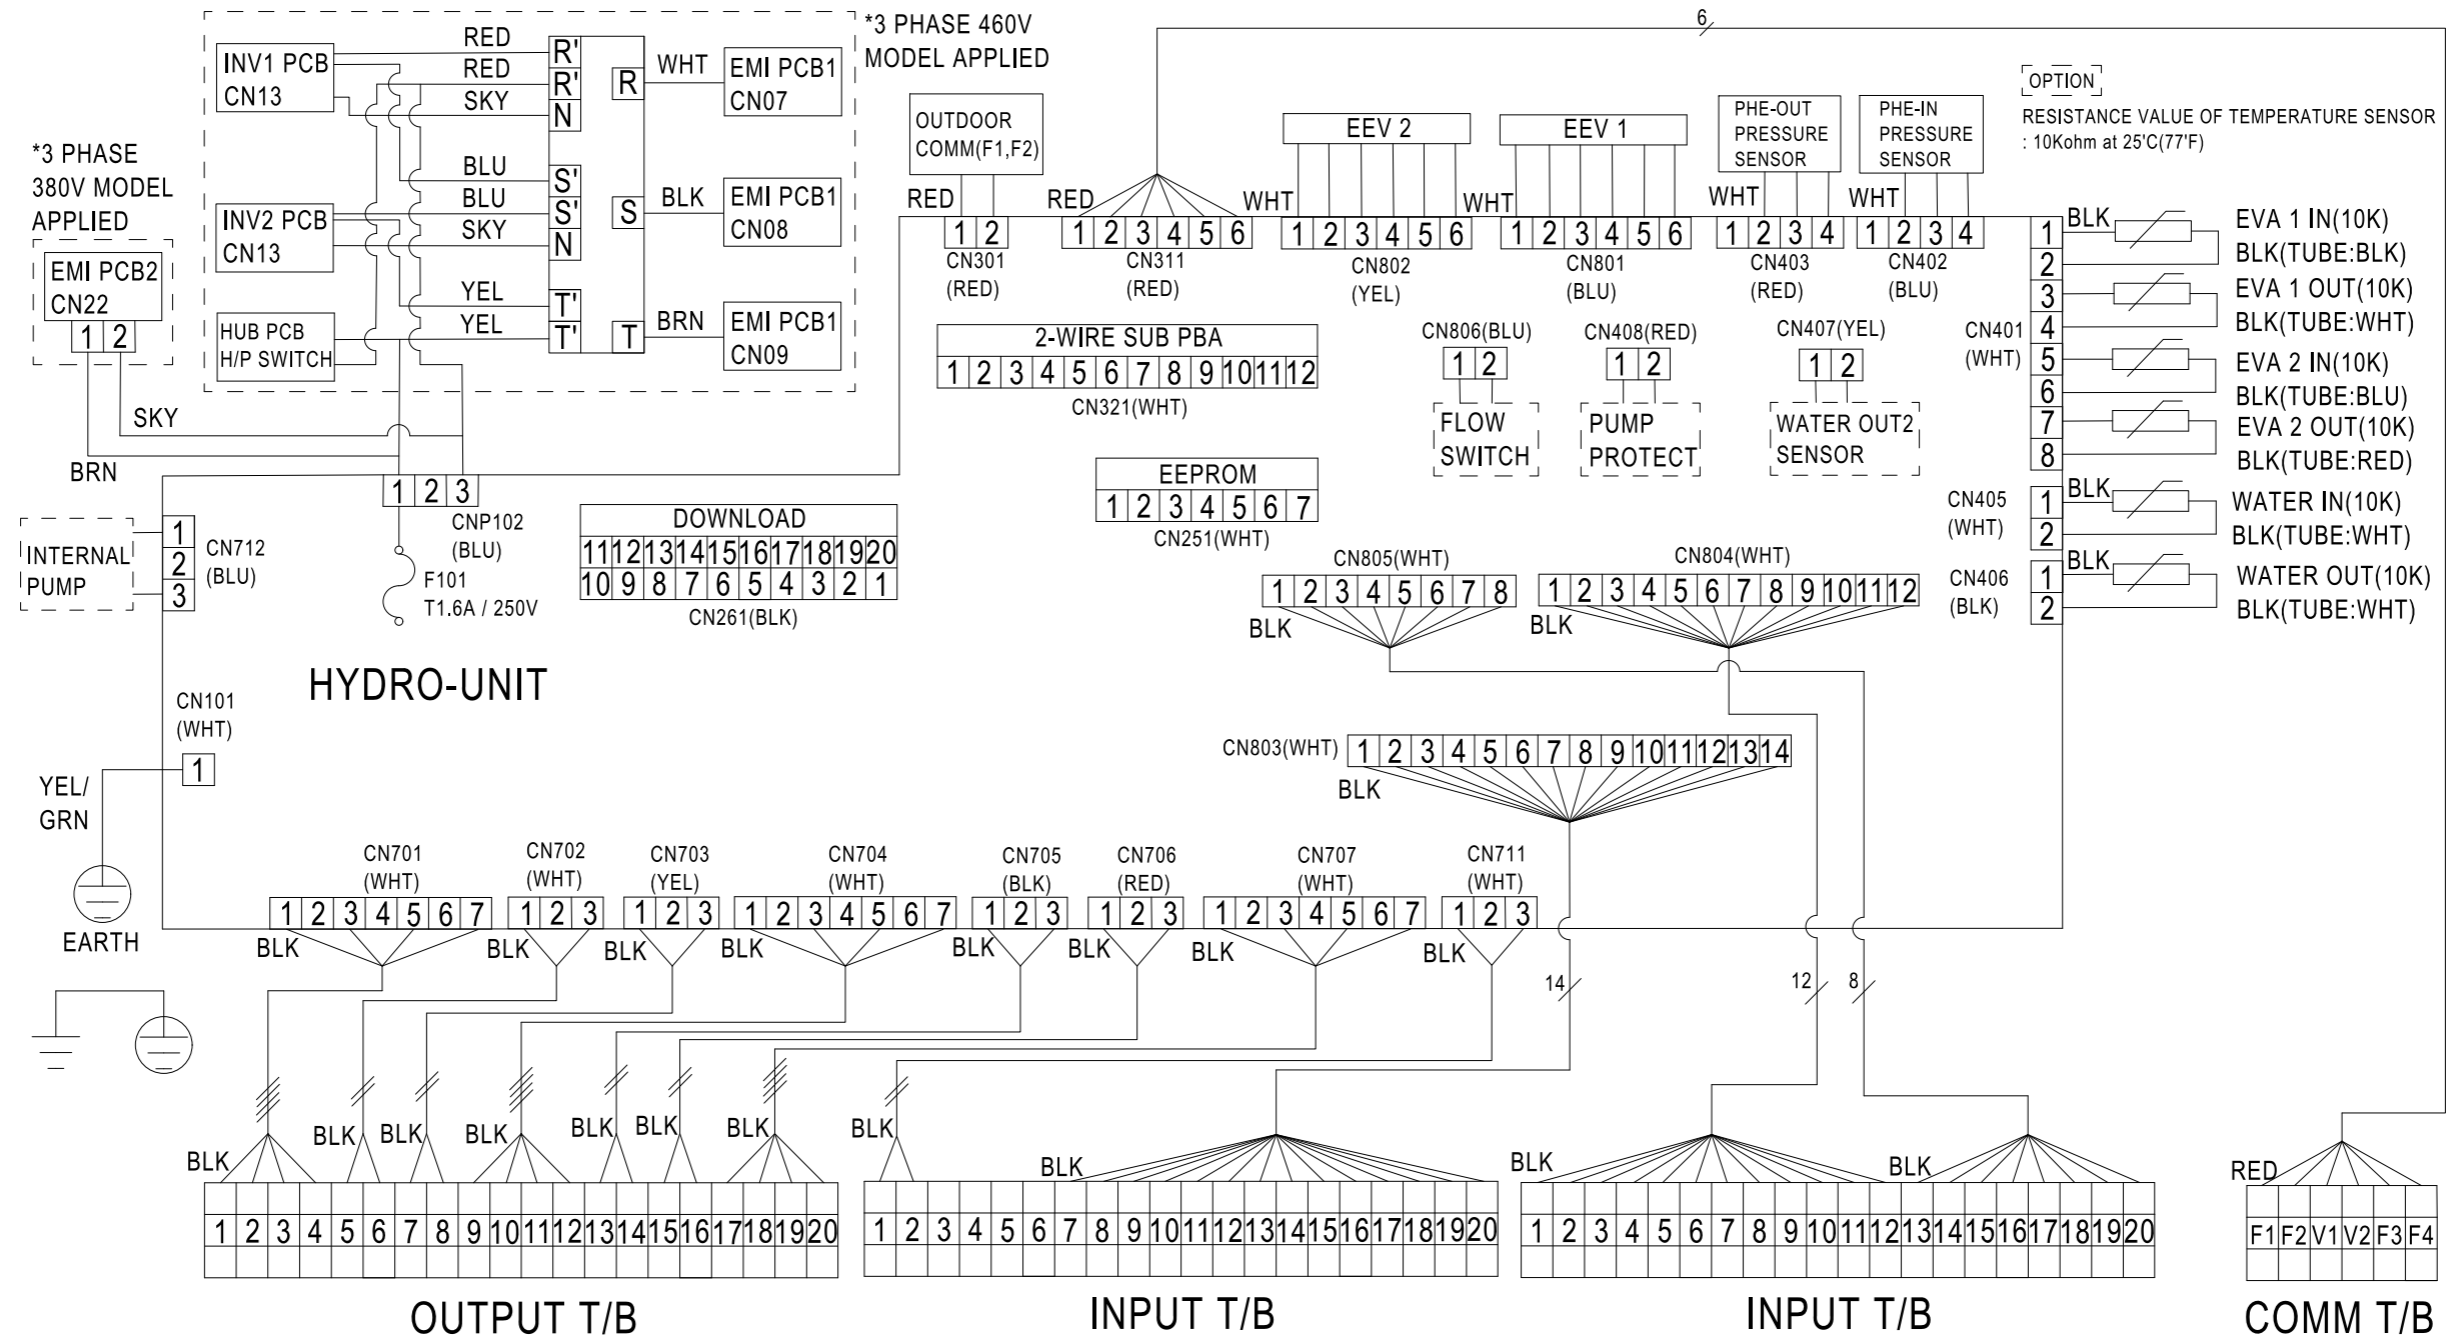 *3 PHASE 460V
MODEL APPLIED
INV1 PCB
CN13
RED
RED
SKY
R'
R'
N
R
WHT
EMI PCB1
CN07
INV2 PCB
CN13
BLU
BLU
SKY
S'
S'
N
S
BLK
EMI PCB1
CN08
HUB PCB
H/P SWITCH
YEL
YEL
T'
T'
T
BRN
EMI PCB1
CN09
*3 PHASE
380V MODEL
APPLIED
EMI PCB2
CN22
1 2
SKY
BRN
1 2 3
CNP102
(BLU)
F101
T1.6A / 250V
INTERNAL
PUMP
1
2
3
CN712
(BLU)
DOWNLOAD
11 12 13 14 15 16 17 18 19 20
10 9 8 7 6 5 4 3 2 1
CN261(BLK)
HYDRO-UNIT
CN101
(WHT)
1
YEL/
GRN
EARTH
6
OUTDOOR
COMM(F1,F2)
RED
1 2
CN301
(RED)
RED
1 2 3 4 5 6
CN311
(RED)
EEV 2
WHT
1 2 3 4 5 6
CN802
(YEL)
EEV 1
WHT
1 2 3 4 5 6
CN801
(BLU)
PHE-OUT
PRESSURE
SENSOR
WHT
1 2 3 4
CN403
(RED)
PHE-IN
PRESSURE
SENSOR
WHT
1 2 3 4
CN402
(BLU)
OPTION
RESISTANCE VALUE OF TEMPERATURE SENSOR
: 10Kohm at 25'C(77'F)
2-WIRE SUB PBA
1 2 3 4 5 6 7 8 9 10 11 12
CN321(WHT)
EEPROM
1 2 3 4 5 6 7
CN251(WHT)
CN806(BLU)
1 2
FLOW
SWITCH
CN408(RED)
1 2
PUMP
PROTECT
CN407(YEL)
1 2
WATER OUT2
SENSOR
CN401
(WHT)
1
2
3
4
5
6
7
8
BLK
EVA 1 IN(10K)
BLK(TUBE:BLK)
EVA 1 OUT(10K)
BLK(TUBE:WHT)
EVA 2 IN(10K)
BLK(TUBE:BLU)
EVA 2 OUT(10K)
BLK(TUBE:RED)
CN405
(WHT)
1
2
BLK
WATER IN(10K)
BLK(TUBE:WHT)
CN406
(BLK)
1
2
BLK
WATER OUT(10K)
BLK(TUBE:WHT)
CN805(WHT)
1 2 3 4 5 6 7 8
BLK
CN804(WHT)
1 2 3 4 5 6 7 8 9 10 11 12
BLK
CN803(WHT)
1 2 3 4 5 6 7 8 9 10 11 12 13 14
BLK
CN701
(WHT)
1 2 3 4 5 6 7
BLK
CN702
(WHT)
1 2 3
BLK
CN703
(YEL)
1 2 3
BLK
CN704
(WHT)
1 2 3 4 5 6 7
BLK
CN705
(BLK)
1 2 3
BLK
CN706
(RED)
1 2 3
BLK
CN707
(WHT)
1 2 3 4 5 6 7
BLK
CN711
(WHT)
1 2 3
BLK
14
12
8
BLK
BLK
BLK
BLK
BLK
BLK
BLK
1 2 3 4 5 6 7 8 9 10 11 12 13 14 15 16 17 18 19 20
OUTPUT T/B
BLK
BLK
1 2 3 4 5 6 7 8 9 10 11 12 13 14 15 16 17 18 19 20
INPUT T/B
BLK
BLK
1 2 3 4 5 6 7 8 9 10 11 12 13 14 15 16 17 18 19 20
INPUT T/B
RED
F1 F2 V1 V2 F3 F4
COMM T/B